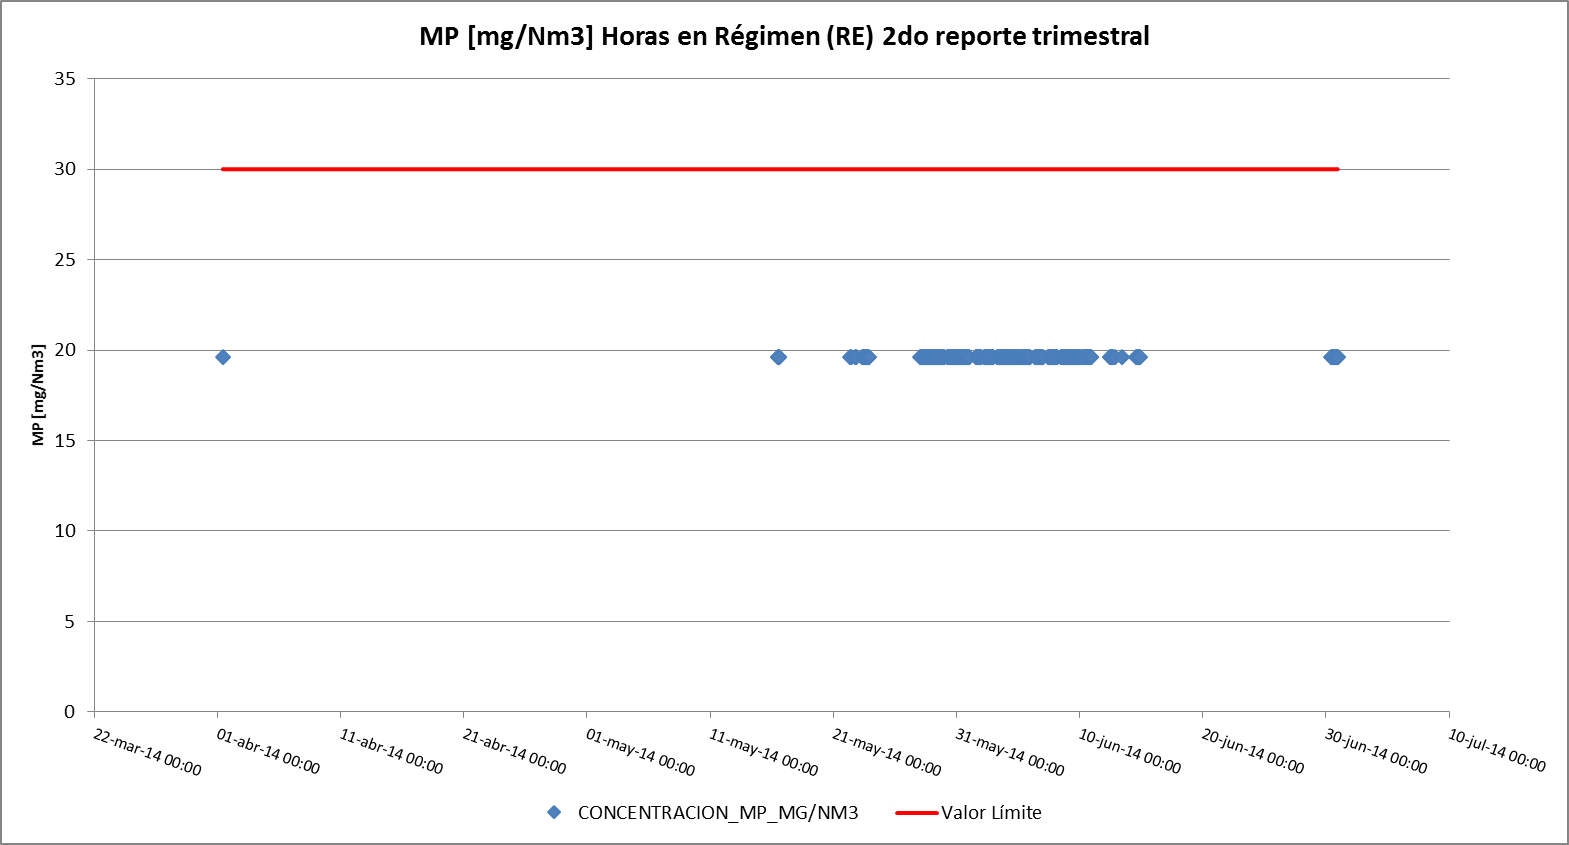 MP [mg/Nm3] Horas en Régimen (RE) 2do reporte trimestral
35
30
25
20
15
10
5
0
MP [mg/Nm3]
22-mar-14 00:00
01-abr-14 00:00
11-abr-14 00:00
21-abr-14 00:00
01-may-14 00:00
11-may-14 00:00
21-may-14 00:00
31-may-14 00:00
10-jun-14 00:00
20-jun-14 00:00
30-jun-14 00:00
10-jul-14 00:00
CONCENTRACION_MP_MG/NM3
Valor Límite